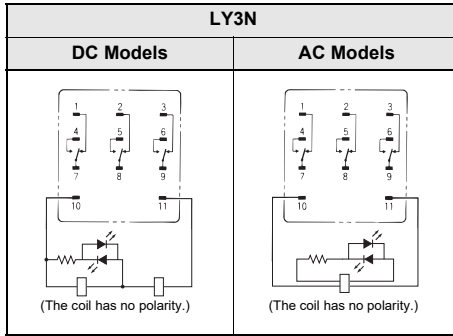 LY3N
DC Models AC Models
1 2 3 1 2 3
4 5 6 4 5 6
7 8 9 7 8 9
10 11 10 11
(The coil has no polarity.) (The coil has no polarity.)